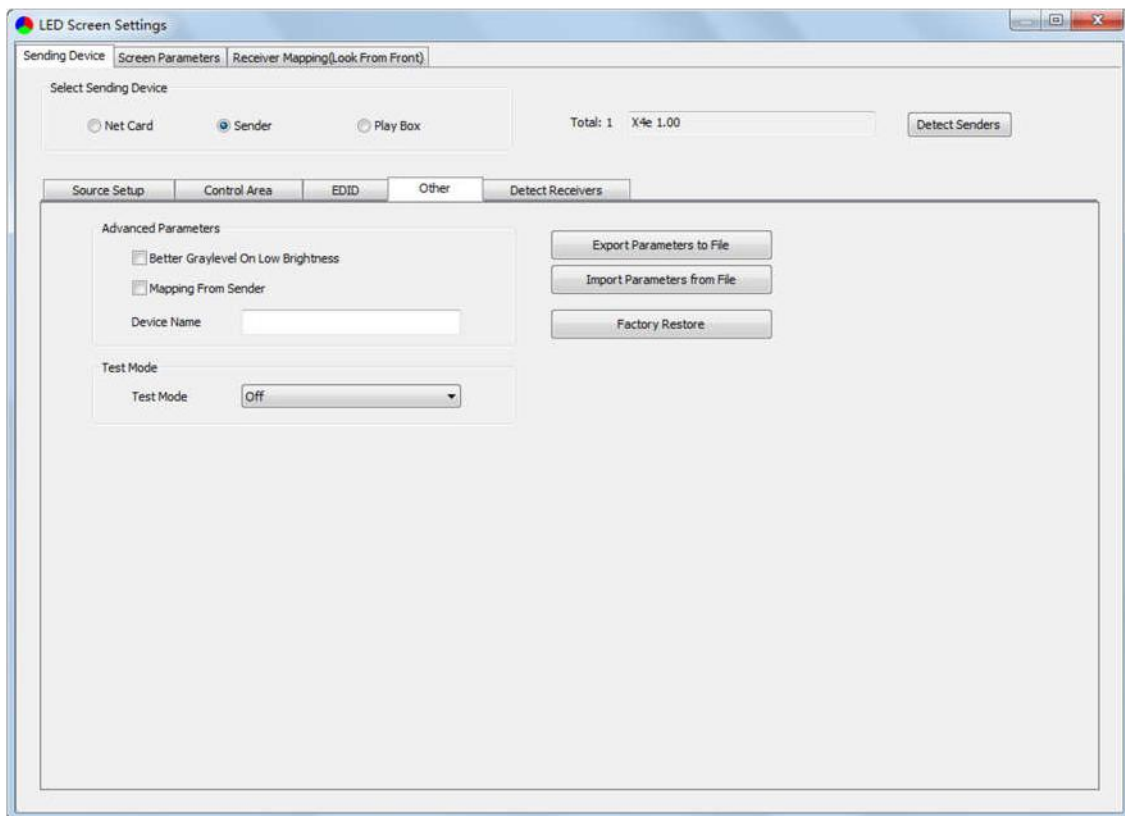 LED Screen Settings
Sending Device Screen Parameters Receiver Mapping(Look From Front)
Select Sending Device
Net Card Sender Play Box Total: 1 X4e 1.00 Detect Senders
Source Setup Control Area EDID Other Detect Receivers
Advanced Parameters
Export Parameters to File
Better Graylevel On Low Brightness
Import Parameters from File
Mapping From Sender
Device Name Factory Restore
Test Mode
Test Mode Off